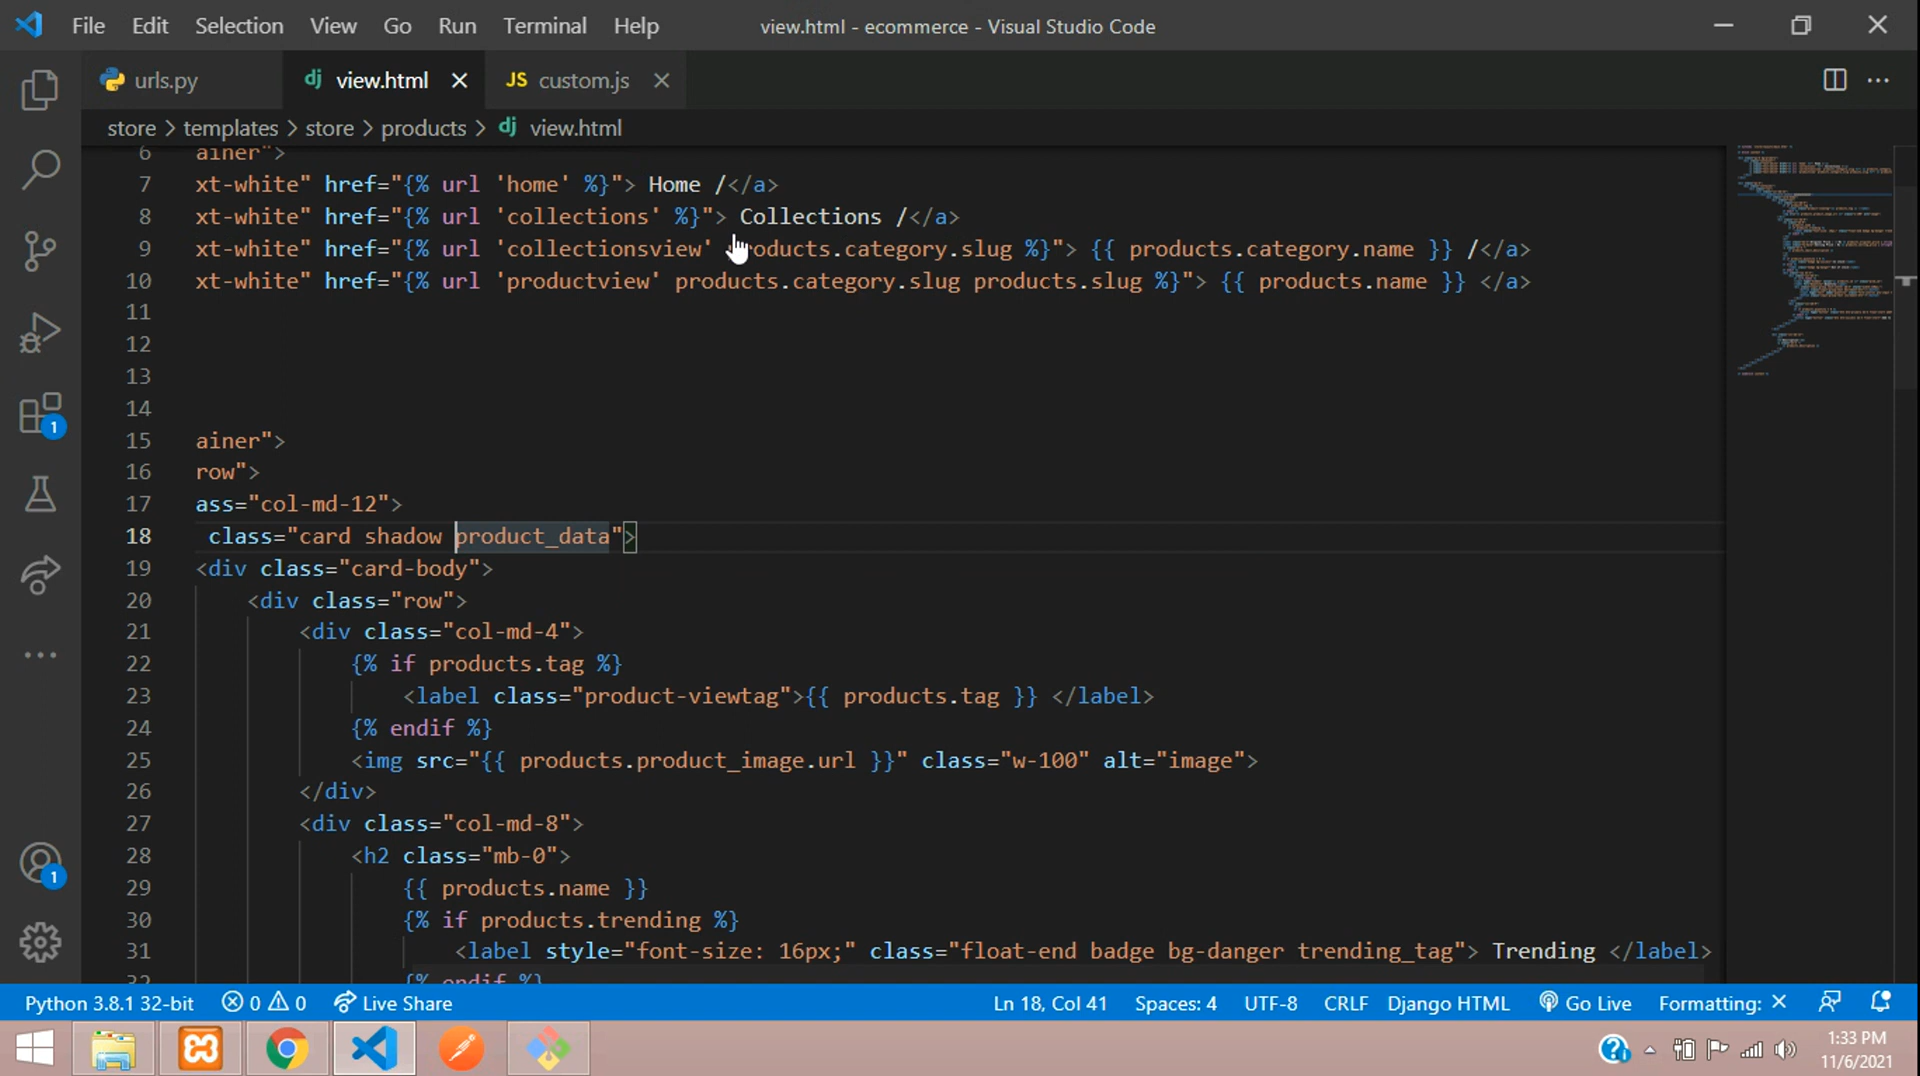 File Edit Selection View Go Run Terminal Help view.html - ecommerce - Visual Studio Code
urls.py view.html JS custom.js
store > templates > store > products > dj view.html
6 ainer">
7 xt-white" href="{% url 'home' %}"> Home /</a>
8 xt-white" href="{% url 'collections' %}"> Collections /</a>
9 xt-white" href="{% url 'collectionsview' products.category.slug %}"> {{ products.category.name }} /</a>
10 xt-white" href="{% url 'productview' products.category.slug products.slug %}"> {{ products.name }} </a>
11
12
13
14
15 ainer">
16 row">
17 ass="col-md-12">
18 class="card shadow product_data">
19 <div class="card-body">
20 <div class="row">
21 <div class="col-md-4">
22 {% if products.tag %}
23 <label class="product-viewtag">{{ products.tag }} </label>
24 {% endif %}
25 <img src="{{ products.product_image.url }}" class="w-100" alt="image">
26 </div>
27 <div class="col-md-8">
28 <h2 class="mb-0">
29 {{ products.name }}
30 {% if products.trending %}
31 <label style="font-size: 16px;" class="float-end badge bg-danger trending_tag"> Trending </label>
32 {% endif %}
1
1
Python 3.8.1 32-bit 0 0 Live Share Ln 18, Col 41 Spaces: 4 UTF-8 CRLF Django HTML Go Live Formatting: ×
1:33 PM
11/6/2021